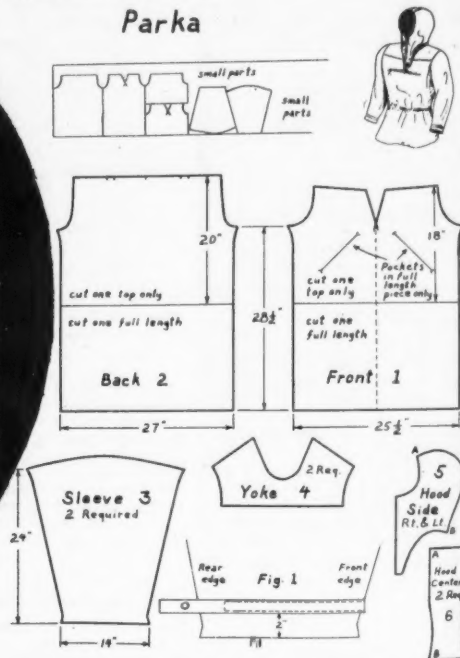 Parka
small parts
small
parts
20"
cut one top only
cut one full length
Back 2
27"
28½"
18"
cut one
top only
Pockets
in full
length
piece only
cut one
full length
Front 1
25½"
Sleeve 3
2 Required
24"
14"
2 Req.
Yoke 4
A
5
Hood
Side
Rt. & Lt.
B
Rear
edge
Fig. 1
Front
edge
2"
A
Hood
Center
2 Req
6
B